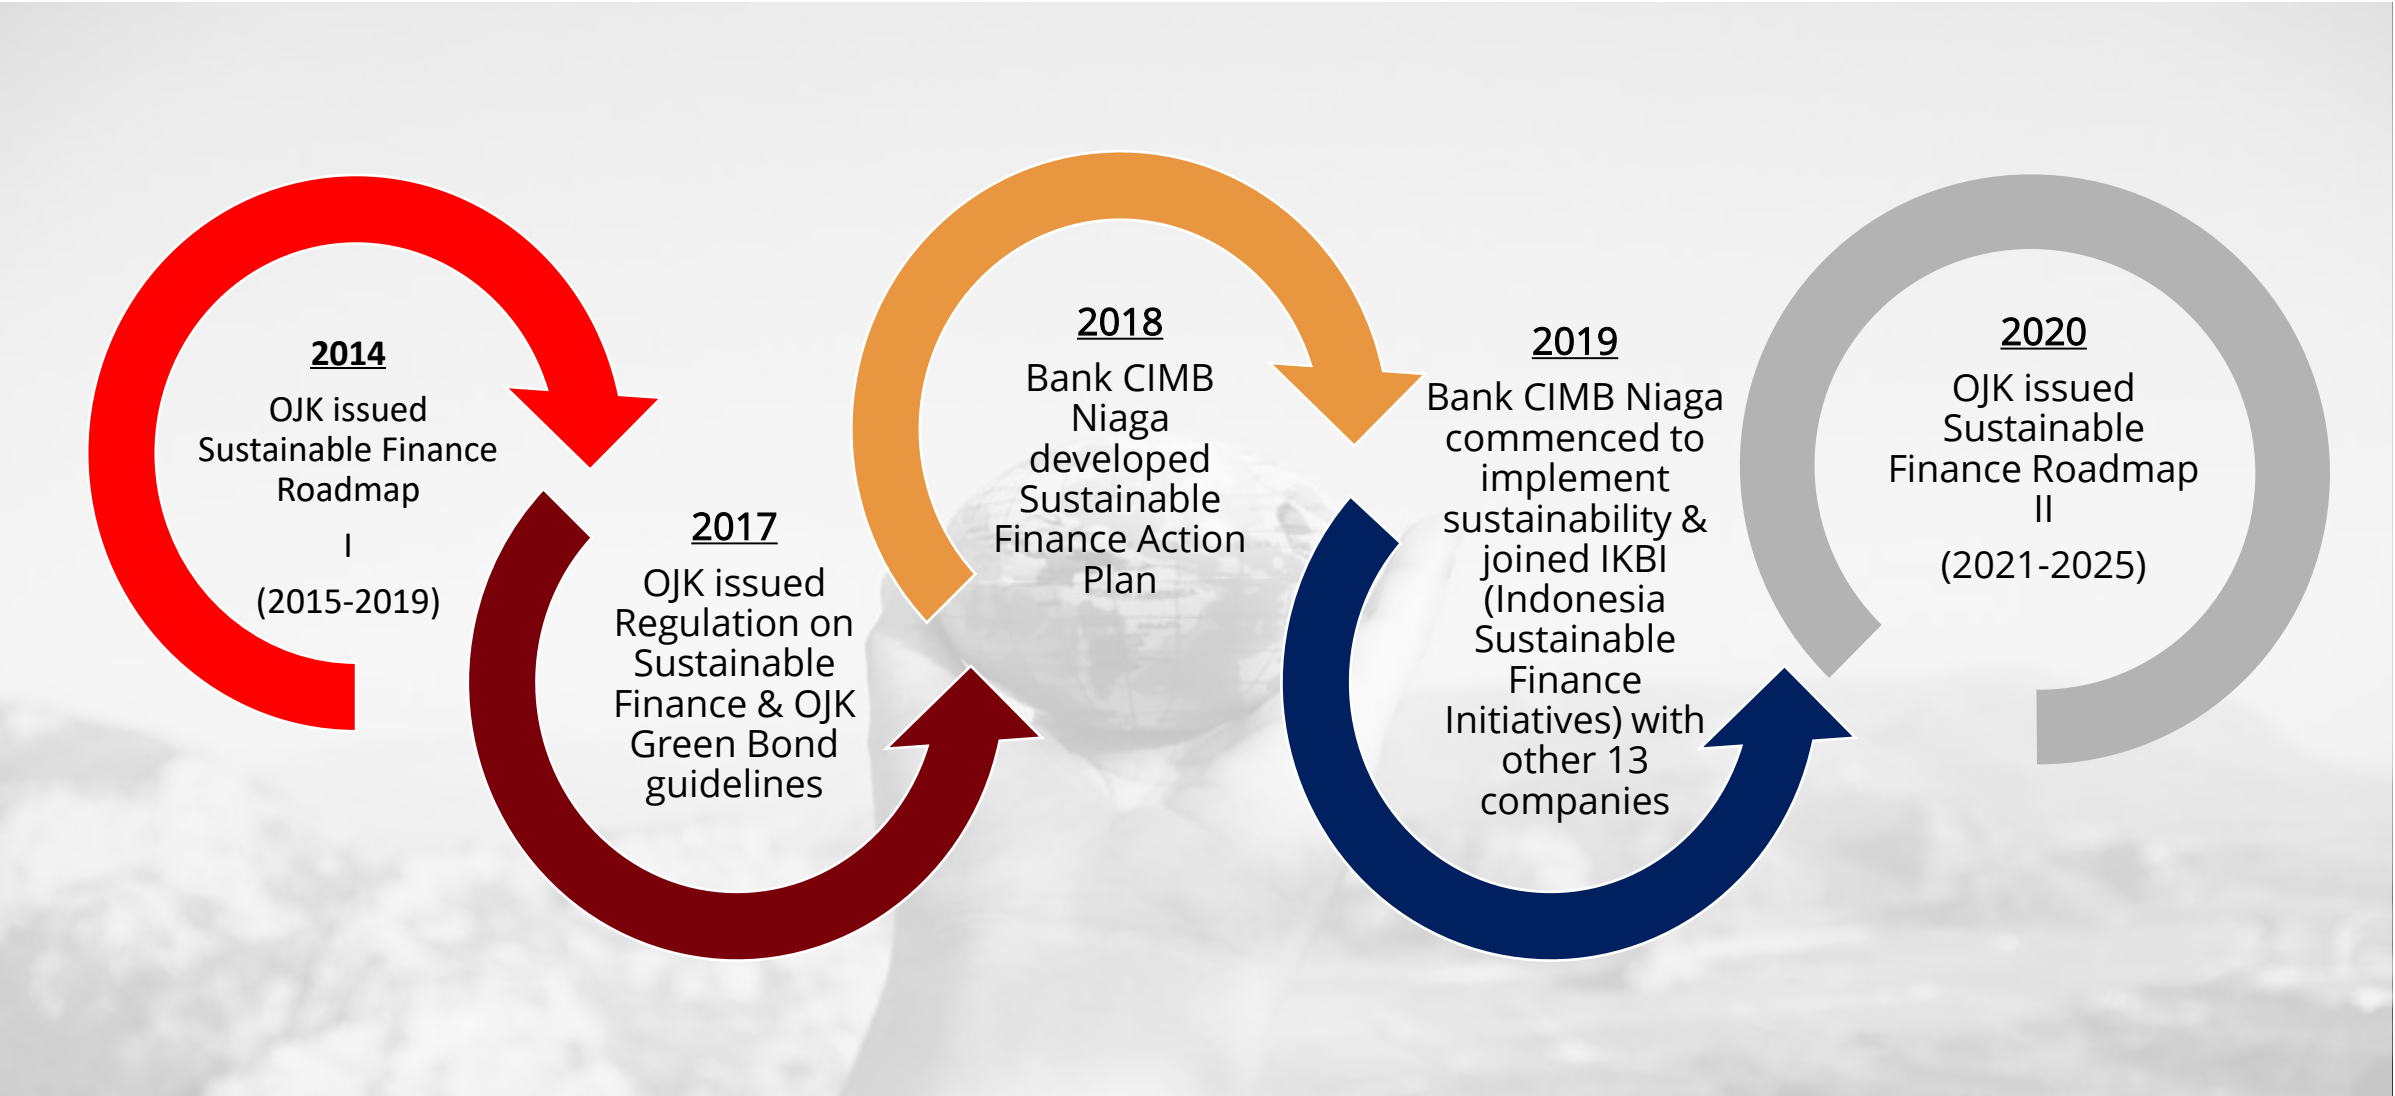 2014
OJK issued
Sustainable Finance
Roadmap
I
(2015-2019)
2017
OJK issued
Regulation on
Sustainable
Finance & OJK
Green Bond
guidelines
2018
Bank CIMB
Niaga
developed
Sustainable
Finance Action
Plan
2019
Bank CIMB Niaga
commenced to
implement
sustainability &
joined IKBI
(Indonesia
Sustainable
Finance
Initiatives) with
other 13
companies
2020
OJK issued
Sustainable
Finance Roadmap
II
(2021-2025)